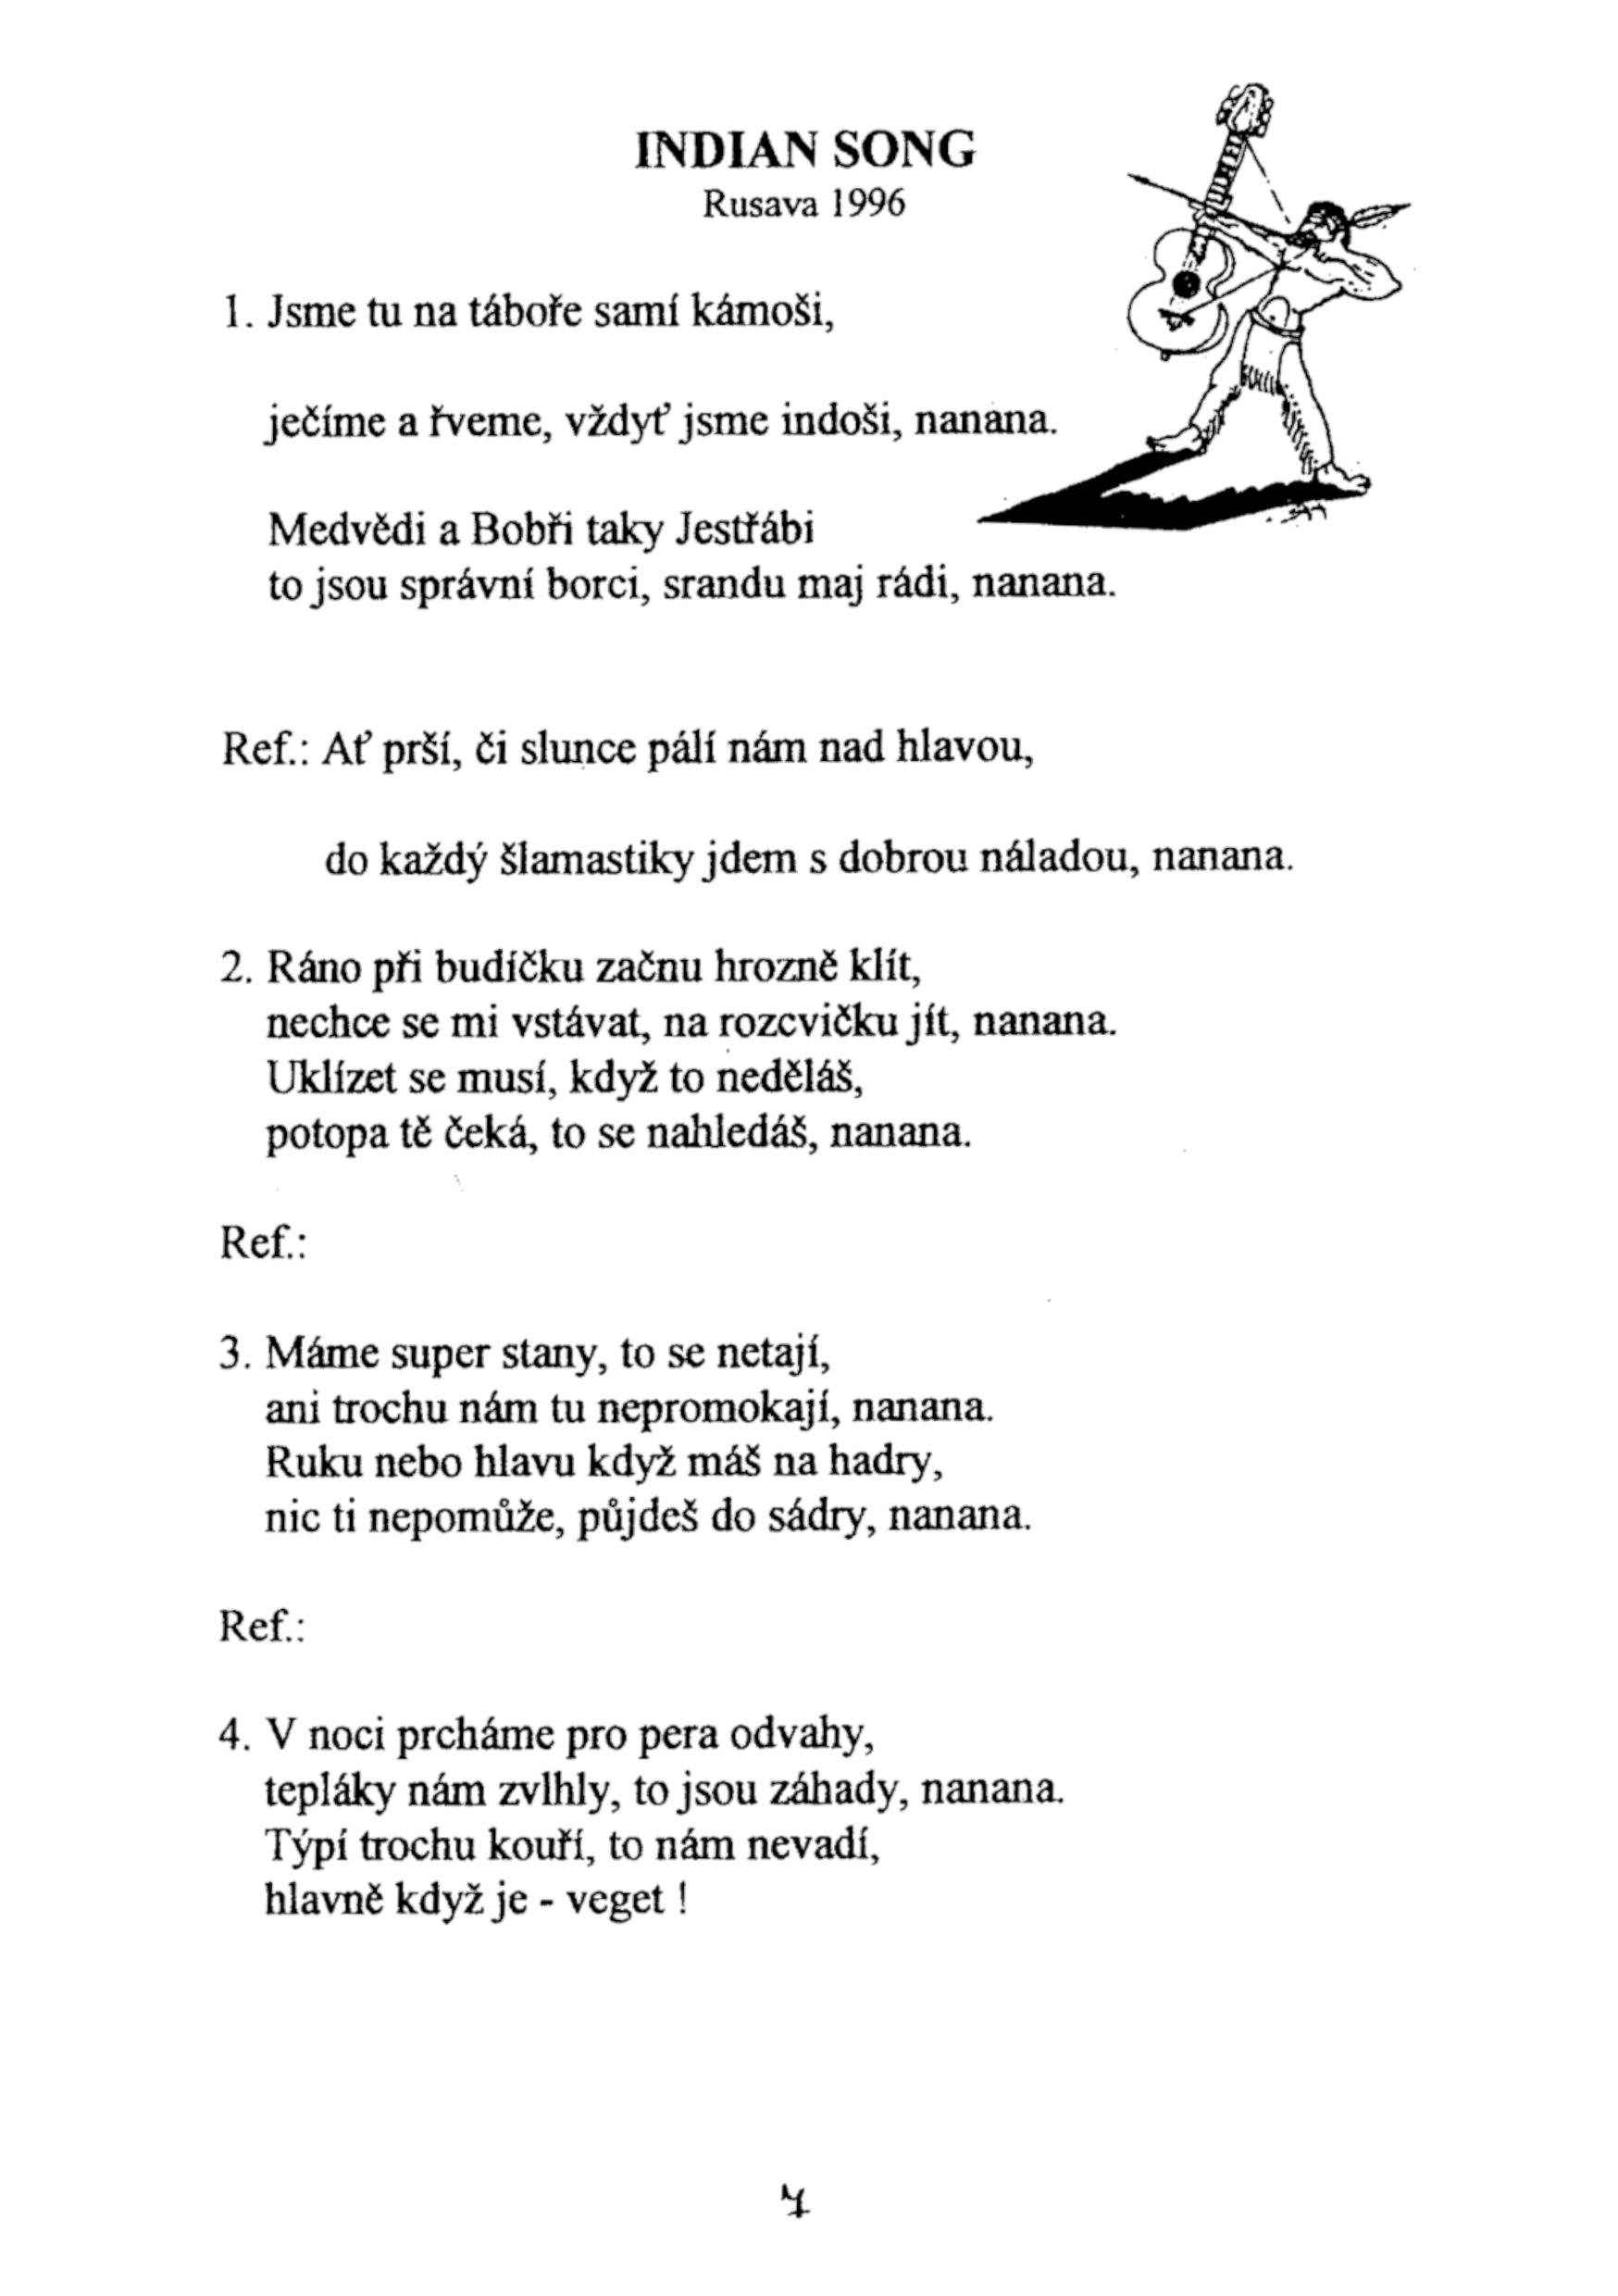 INDIAN SONG
Rusava 1996
1. Jsme tu na táboře samí kámoši,
ječíme a řveme, vždyť jsme indoši, nanana.
Medvědi a Bobři taky Jestřábi
to jsou správní borci, srandu maj rádi, nanana.
Ref.: Ať prší, či slunce pálí nám nad hlavou,
do každý šlamastiky jdem s dobrou náladou, nanana.
2. Ráno při budíčku začnu hrozně klít,
nechce se mi vstávat, na rozcvičku jít, nanana.
Uklízet se musí, když to neděláš,
potopa tě čeká, to se nahledáš, nanana.
Ref.:
3. Máme super stany, to se netají,
ani trochu nám tu nepromokají, nanana.
Ruku nebo hlavu když máš na hadry,
nic ti nepomůže, půjdeš do sádry, nanana.
Ref.:
4. V noci prcháme pro pera odvahy,
tepláky nám zvlhly, to jsou záhady, nanana.
Týpí trochu kouří, to nám nevadí,
hlavně když je - veget !